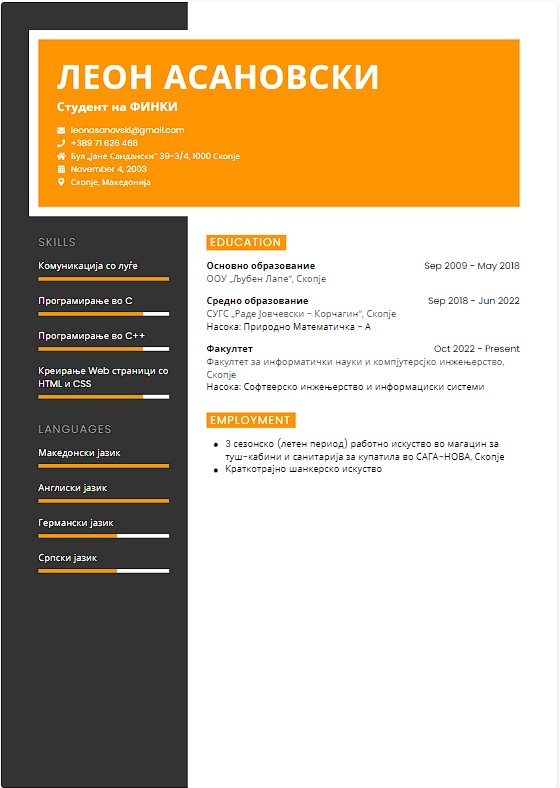 ЛЕОН АСАНОВСКИ
Студент на ФИНКИ
leonasanovski@gmail.com
+389 71 626 466
Бул „Јане Сандански“ 39-3/4, 1000 Скопје
November 4, 2003
Скопје, Македонија
SKILLS
Комуникација со луѓе
Програмирање во C
Програмирање во C++
Креирање Web страници со
HTML и CSS
LANGUAGES
Македонски јазик
Англиски јазик
Германски јазик
Српски јазик
EDUCATION
Основно образование Sep 2009 - May 2018
ООУ „Љубен Лапе“, Скопје
Средно образование Sep 2018 - Jun 2022
СУГС „Раде Јовчевски - Корчагин“, Скопје
Насока: Природно Математичка - А
Факултет Oct 2022 - Present
Факултет за информатички науки и компјутерсјко инжењерство,
Скопје
Насока: Софтверско инжењерство и информациски системи
EMPLOYMENT
• 3 сезонско (летен период) работно искуство во магацин за
туш-кабини и санитарија за купатила во САГА-НОВА, Скопје
• Краткотрајно шанкерско искуство